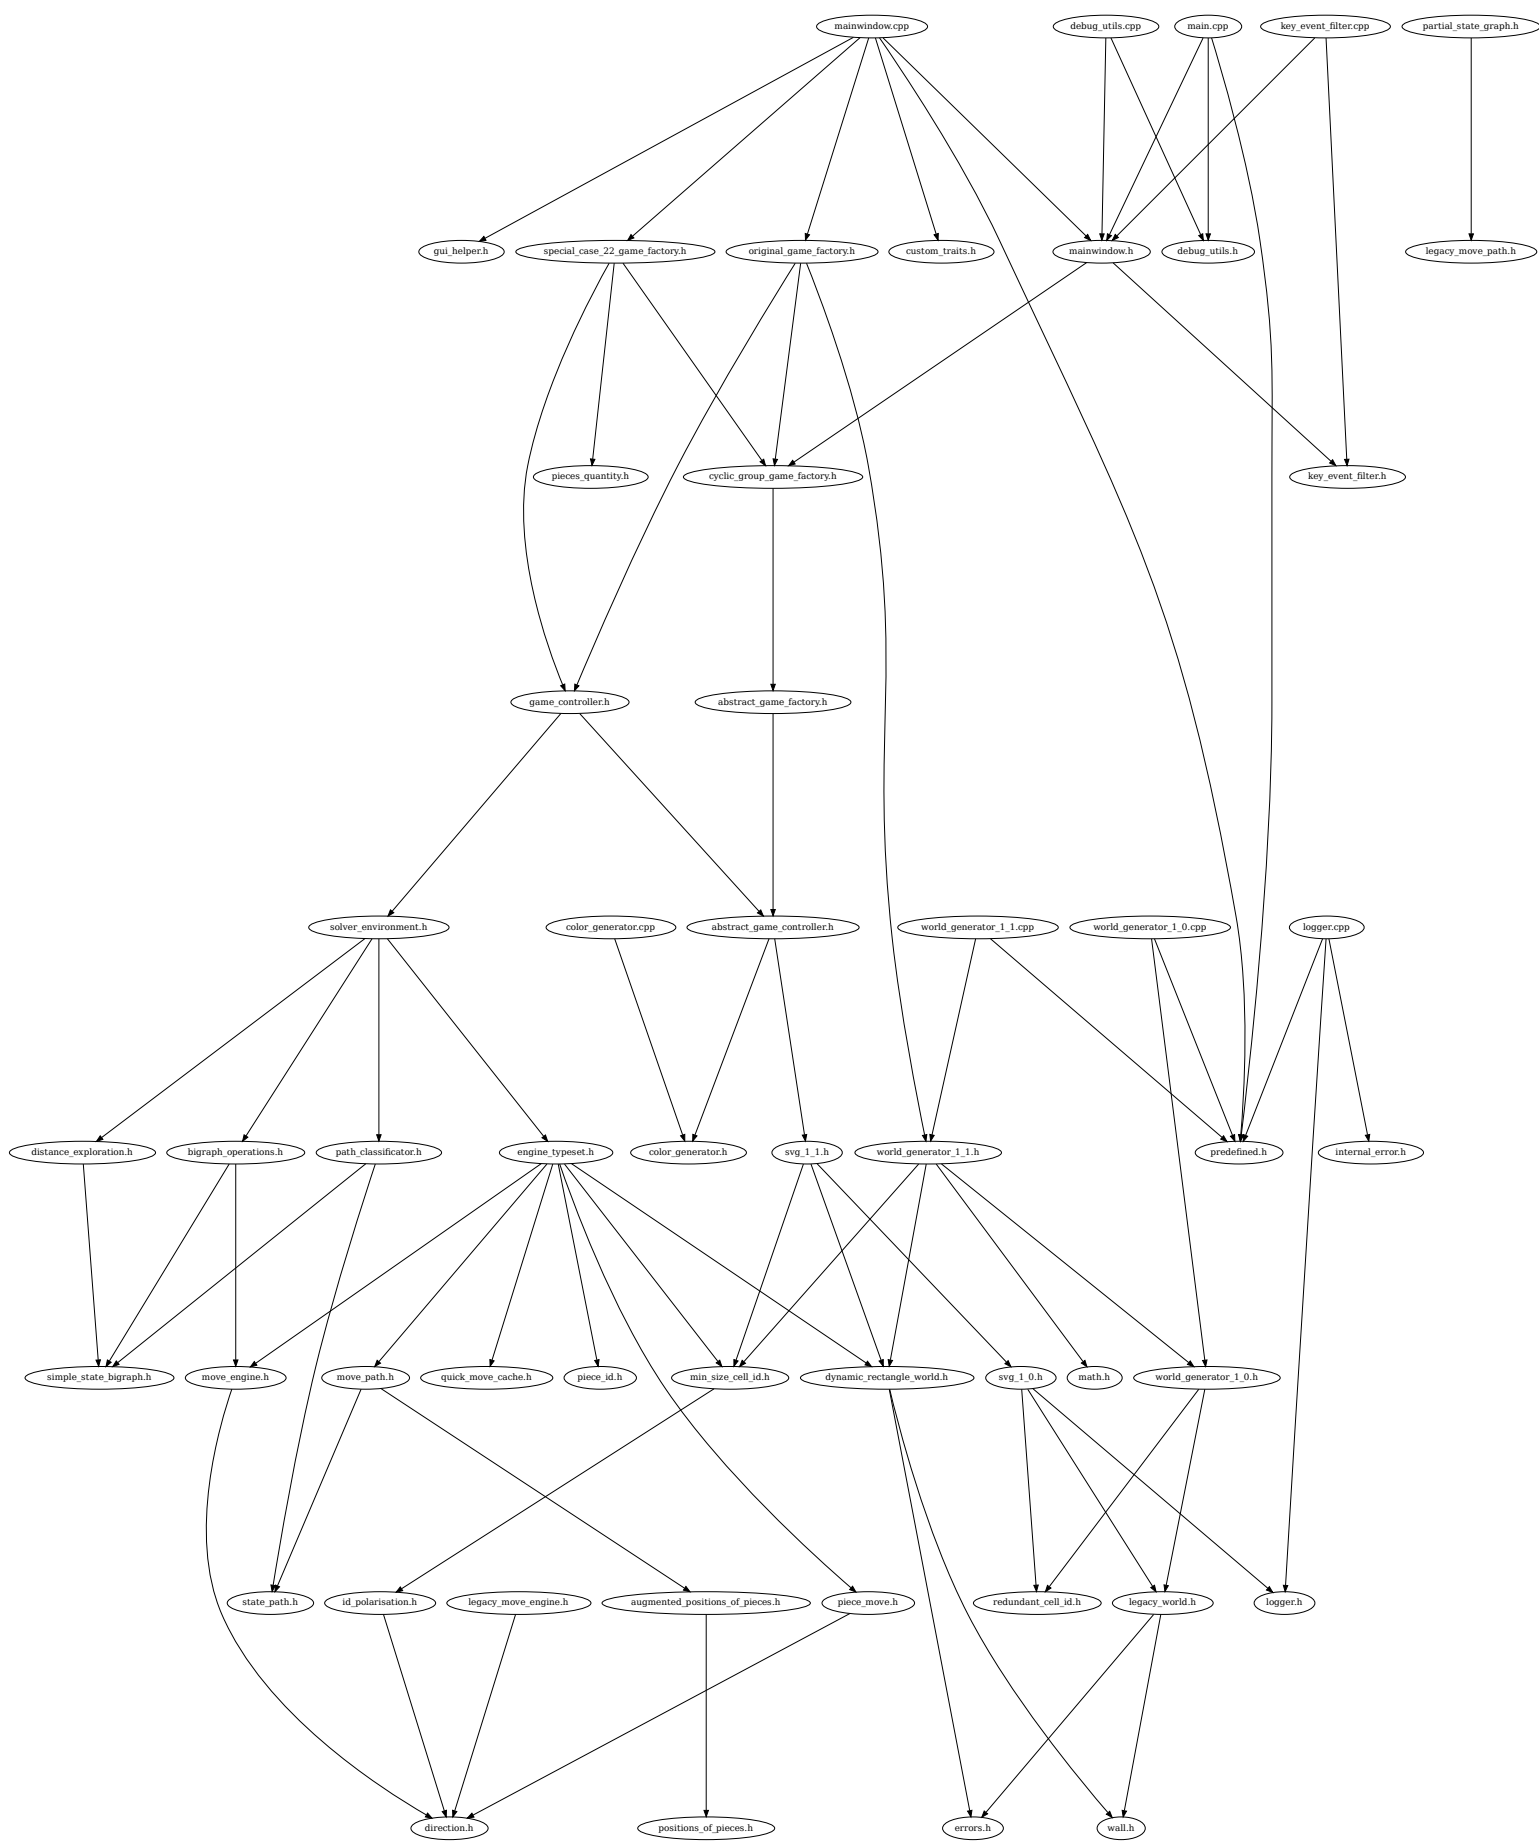 mainwindow.cpp
debug_utils.cpp
main.cpp
key_event_filter.cpp
partial_state_graph.h
gui_helper.h
special_case_22_game_factory.h
original_game_factory.h
custom_traits.h
mainwindow.h
debug_utils.h
legacy_move_path.h
pieces_quantity.h
cyclic_group_game_factory.h
key_event_filter.h
game_controller.h
abstract_game_factory.h
solver_environment.h
color_generator.cpp
abstract_game_controller.h
world_generator_1_1.cpp
world_generator_1_0.cpp
logger.cpp
distance_exploration.h
bigraph_operations.h
path_classificator.h
engine_typeset.h
color_generator.h
svg_1_1.h
world_generator_1_1.h
predefined.h
internal_error.h
simple_state_bigraph.h
move_engine.h
move_path.h
quick_move_cache.h
piece_id.h
min_size_cell_id.h
dynamic_rectangle_world.h
svg_1_0.h
math.h
world_generator_1_0.h
state_path.h
id_polarisation.h
legacy_move_engine.h
augmented_positions_of_pieces.h
piece_move.h
redundant_cell_id.h
legacy_world.h
logger.h
direction.h
positions_of_pieces.h
errors.h
wall.h